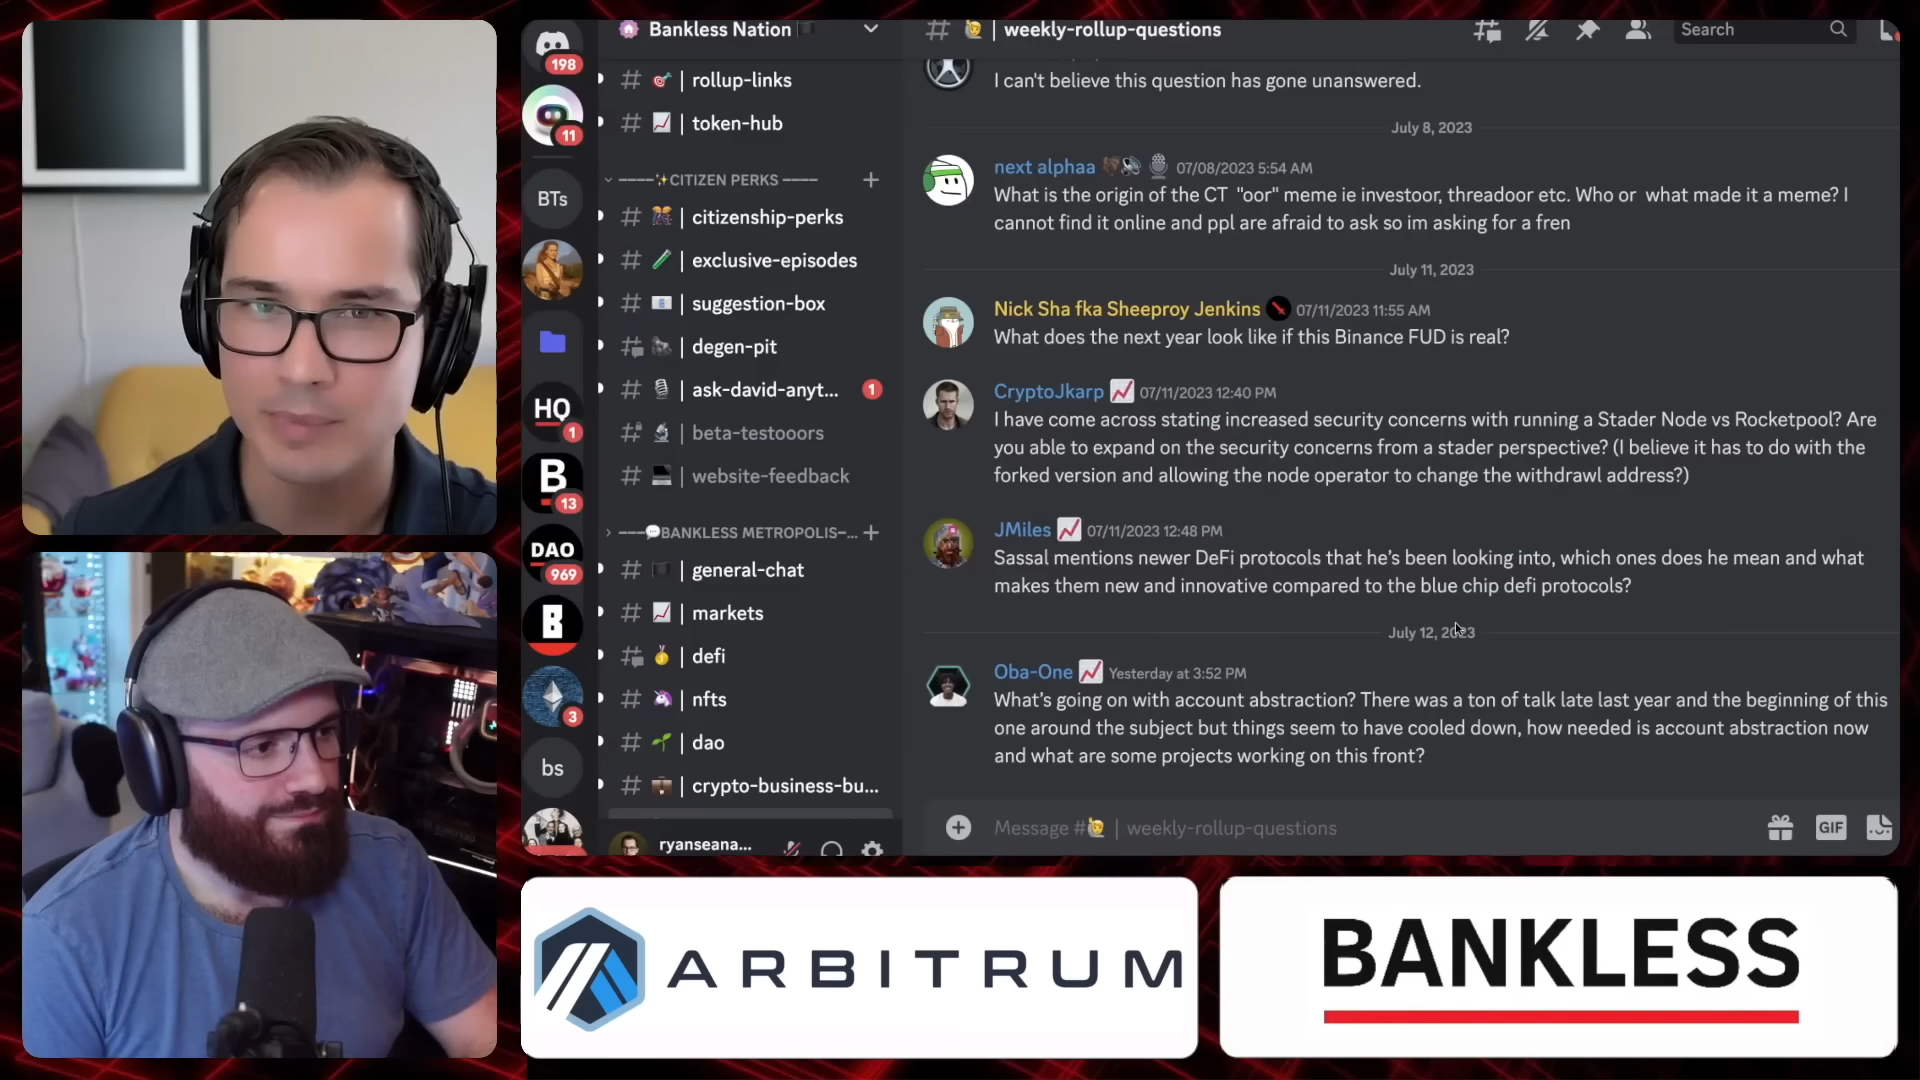 198
11
BTs
HQ
1
B
13
DAO
969
B
3
bs
Bankless Nation
# | rollup-links
# | token-hub
CITIZEN PERKS
# | citizenship-perks
# | exclusive-episodes
# | suggestion-box
# | degen-pit
# | ask-david-anyt... 1
# | beta-testooors
# | website-feedback
BANKLESS METROPOLIS–...
# | general-chat
# | markets
# | defi
# | nfts
# | dao
# | crypto-business-bu...
ryanseana...
# | weekly-rollup-questions
Search
I can't believe this question has gone unanswered.
July 8, 2023
next alphaa 07/08/2023 5:54 AM
What is the origin of the CT "oor" meme ie investoor, threadoor etc. Who or what made it a meme? I
cannot find it online and ppl are afraid to ask so im asking for a fren
July 11, 2023
Nick Sha fka Sheeproy Jenkins 07/11/2023 11:55 AM
What does the next year look like if this Binance FUD is real?
CryptoJkarp 07/11/2023 12:40 PM
I have come across stating increased security concerns with running a Stader Node vs Rocketpool? Are
you able to expand on the security concerns from a stader perspective? (I believe it has to do with the
forked version and allowing the node operator to change the withdrawl address?)
JMiles 07/11/2023 12:48 PM
Sassal mentions newer DeFi protocols that he's been looking into, which ones does he mean and what
makes them new and innovative compared to the blue chip defi protocols?
July 12, 2023
Oba-One Yesterday at 3:52 PM
What's going on with account abstraction? There was a ton of talk late last year and the beginning of this
one around the subject but things seem to have cooled down, how needed is account abstraction now
and what are some projects working on this front?
Message # | weekly-rollup-questions
GIF
ARBITRUM
BANKLESS